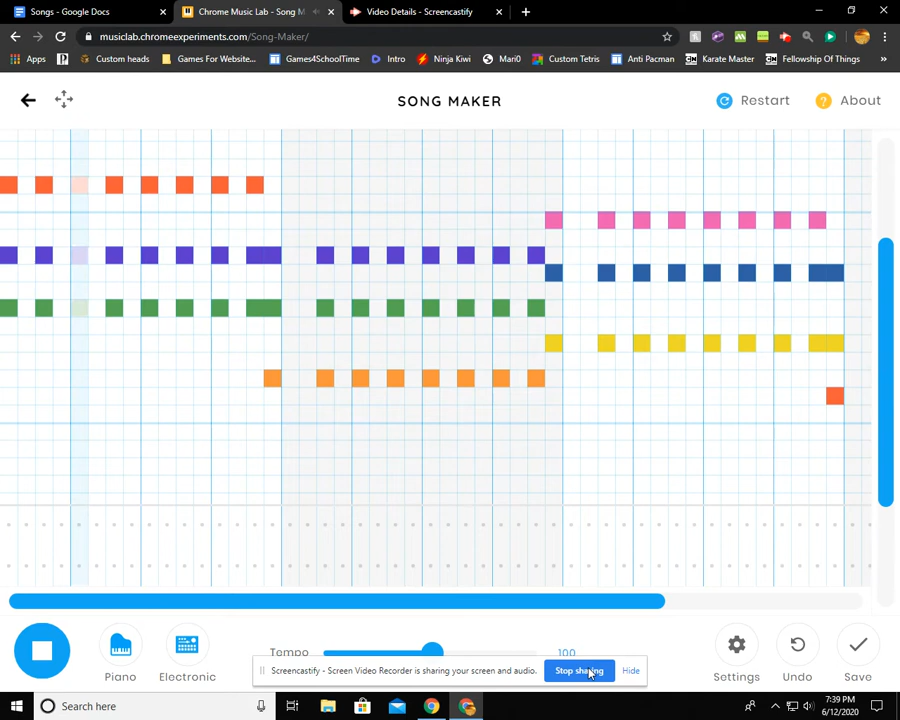 Songs - Google Docs
Chrome Music Lab - Song M
Video Details - Screencastify
musiclab.chromeexperiments.com/Song-Maker/
Apps
Custom heads
Games For Website...
Games4SchoolTime
Intro
Ninja Kiwi
Mari0
Custom Tetris
Anti Pacman
Karate Master
Fellowship Of Things
SONG MAKER
Restart
About
Tempo
100
Piano
Electronic
Screencastify - Screen Video Recorder is sharing your screen and audio.
Stop sharing
Hide
Settings
Undo
Save
Search here
7:39 PM
6/12/2020